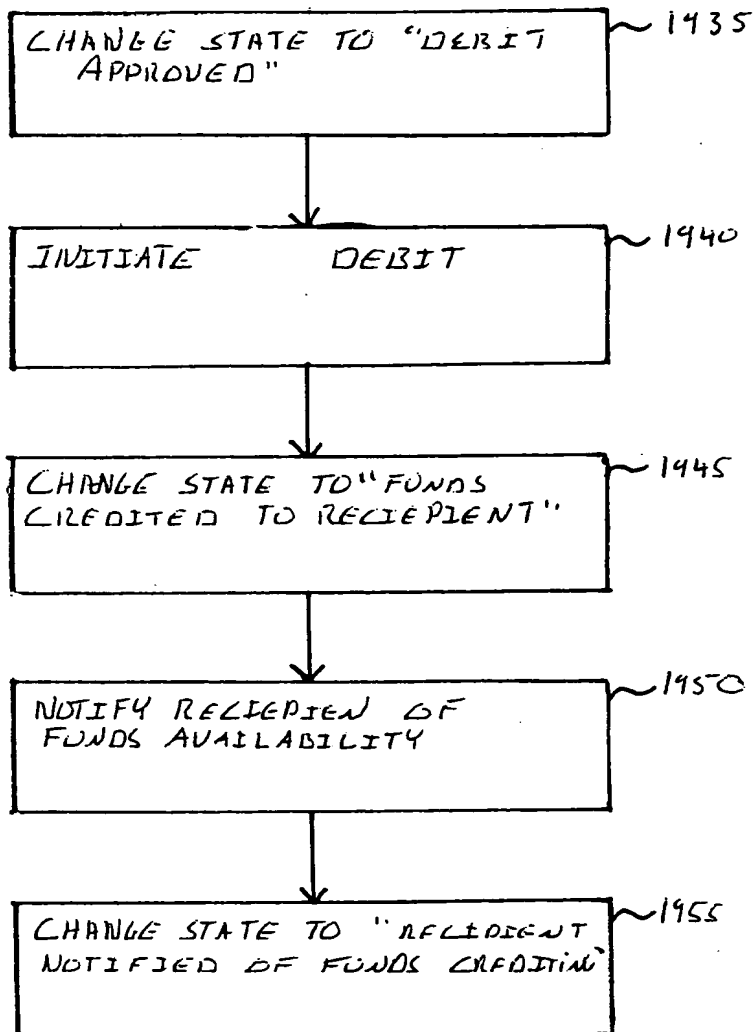 CHANGE STATE TO "DEBIT
APPROVED"
1935
INITIATE DEBIT
1940
CHANGE STATE TO "FUNDS
CREDITED TO RECIEPIENT"
1945
NOTIFY RECIEPIEN OF
FUNDS AVAILABILITY
1950
CHANGE STATE TO "RECIPIENT
NOTIFIED OF FUNDS CREDITIN"
1955